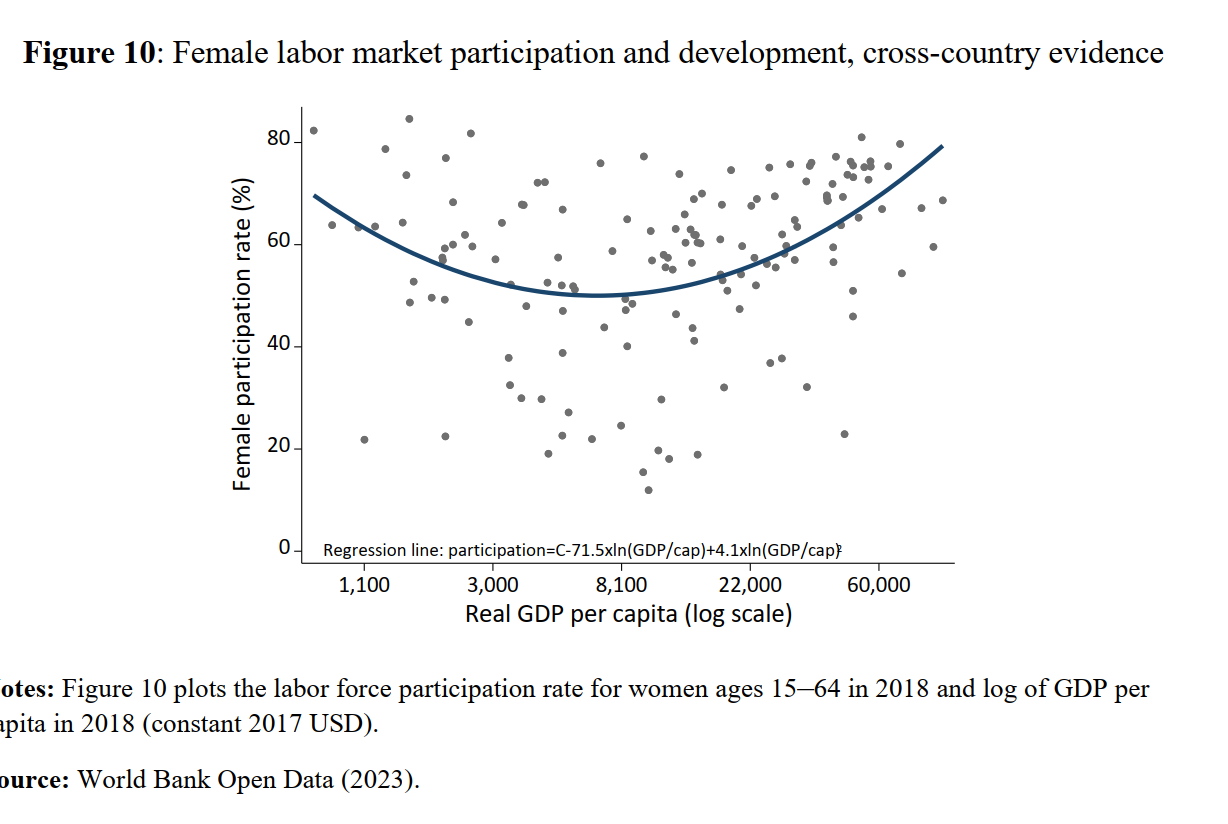 Figure 10: Female labor market participation and development, cross-country evidence
80
60
40
20
0
Female participation rate (%)
Regression line: participation=C-71.5xln(GDP/cap)+4.1xln(GDP/cap)²
1,100 3,000 8,100 22,000 60,000
Real GDP per capita (log scale)
otes: Figure 10 plots the labor force participation rate for women ages 15–64 in 2018 and log of GDP per
apita in 2018 (constant 2017 USD).
ource: World Bank Open Data (2023).